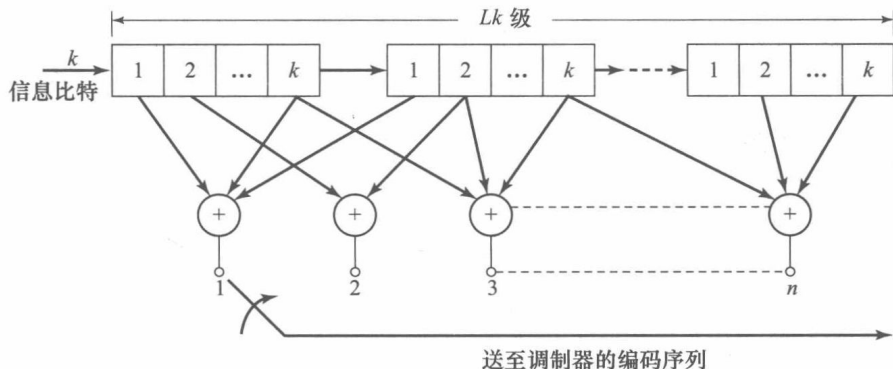 Lk 级
k
信息比特
1 2 ... k
1 2 ... k
1 2 ... k
+ + + +
1 2 3 n
送至调制器的编码序列